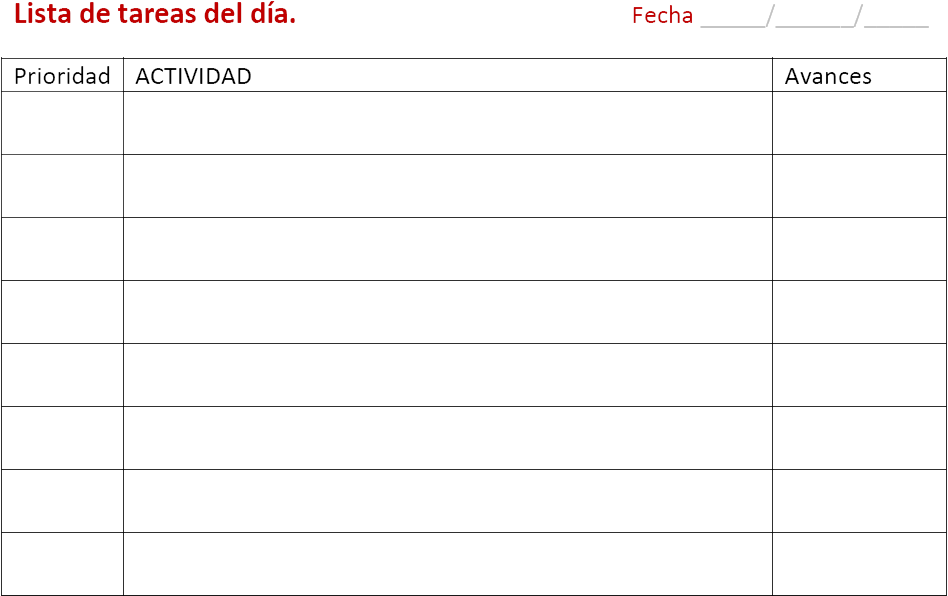 Lista de tareas del día. Fecha ______/_______/______
Prioridad ACTIVIDAD Avances